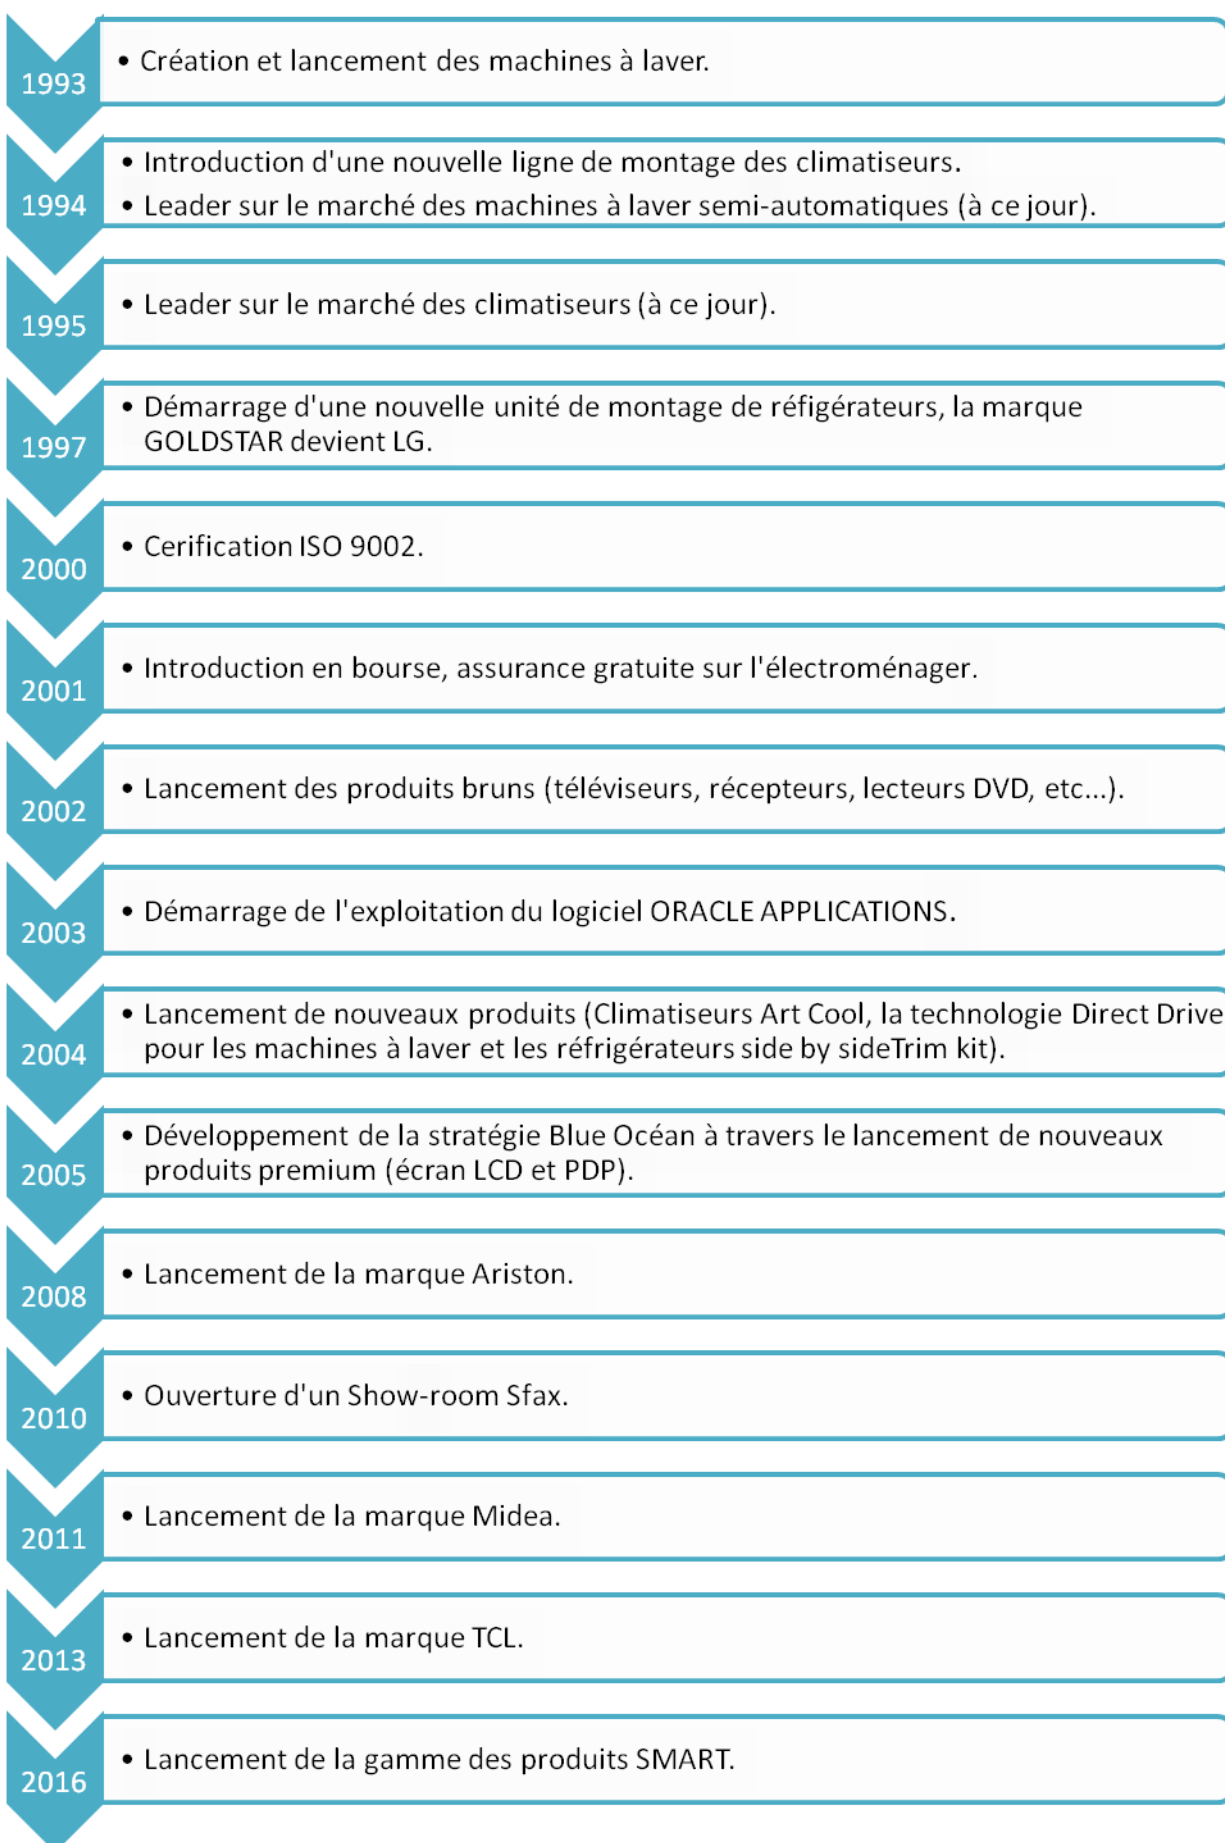 1993
• Création et lancement des machines à laver.
1994
• Introduction d'une nouvelle ligne de montage des climatiseurs.
• Leader sur le marché des machines à laver semi-automatiques (à ce jour).
1995
• Leader sur le marché des climatiseurs (à ce jour).
1997
• Démarrage d'une nouvelle unité de montage de réfigérateurs, la marque
GOLDSTAR devient LG.
2000
• Cerification ISO 9002.
2001
• Introduction en bourse, assurance gratuite sur l'électroménager.
2002
• Lancement des produits bruns (téléviseurs, récepteurs, lecteurs DVD, etc...).
2003
• Démarrage de l'exploitation du logiciel ORACLE APPLICATIONS.
2004
• Lancement de nouveaux produits (Climatiseurs Art Cool, la technologie Direct Drive
pour les machines à laver et les réfrigérateurs side by sideTrim kit).
2005
• Développement de la stratégie Blue Océan à travers le lancement de nouveaux
produits premium (écran LCD et PDP).
2008
• Lancement de la marque Ariston.
2010
• Ouverture d'un Show-room Sfax.
2011
• Lancement de la marque Midea.
2013
• Lancement de la marque TCL.
2016
• Lancement de la gamme des produits SMART.